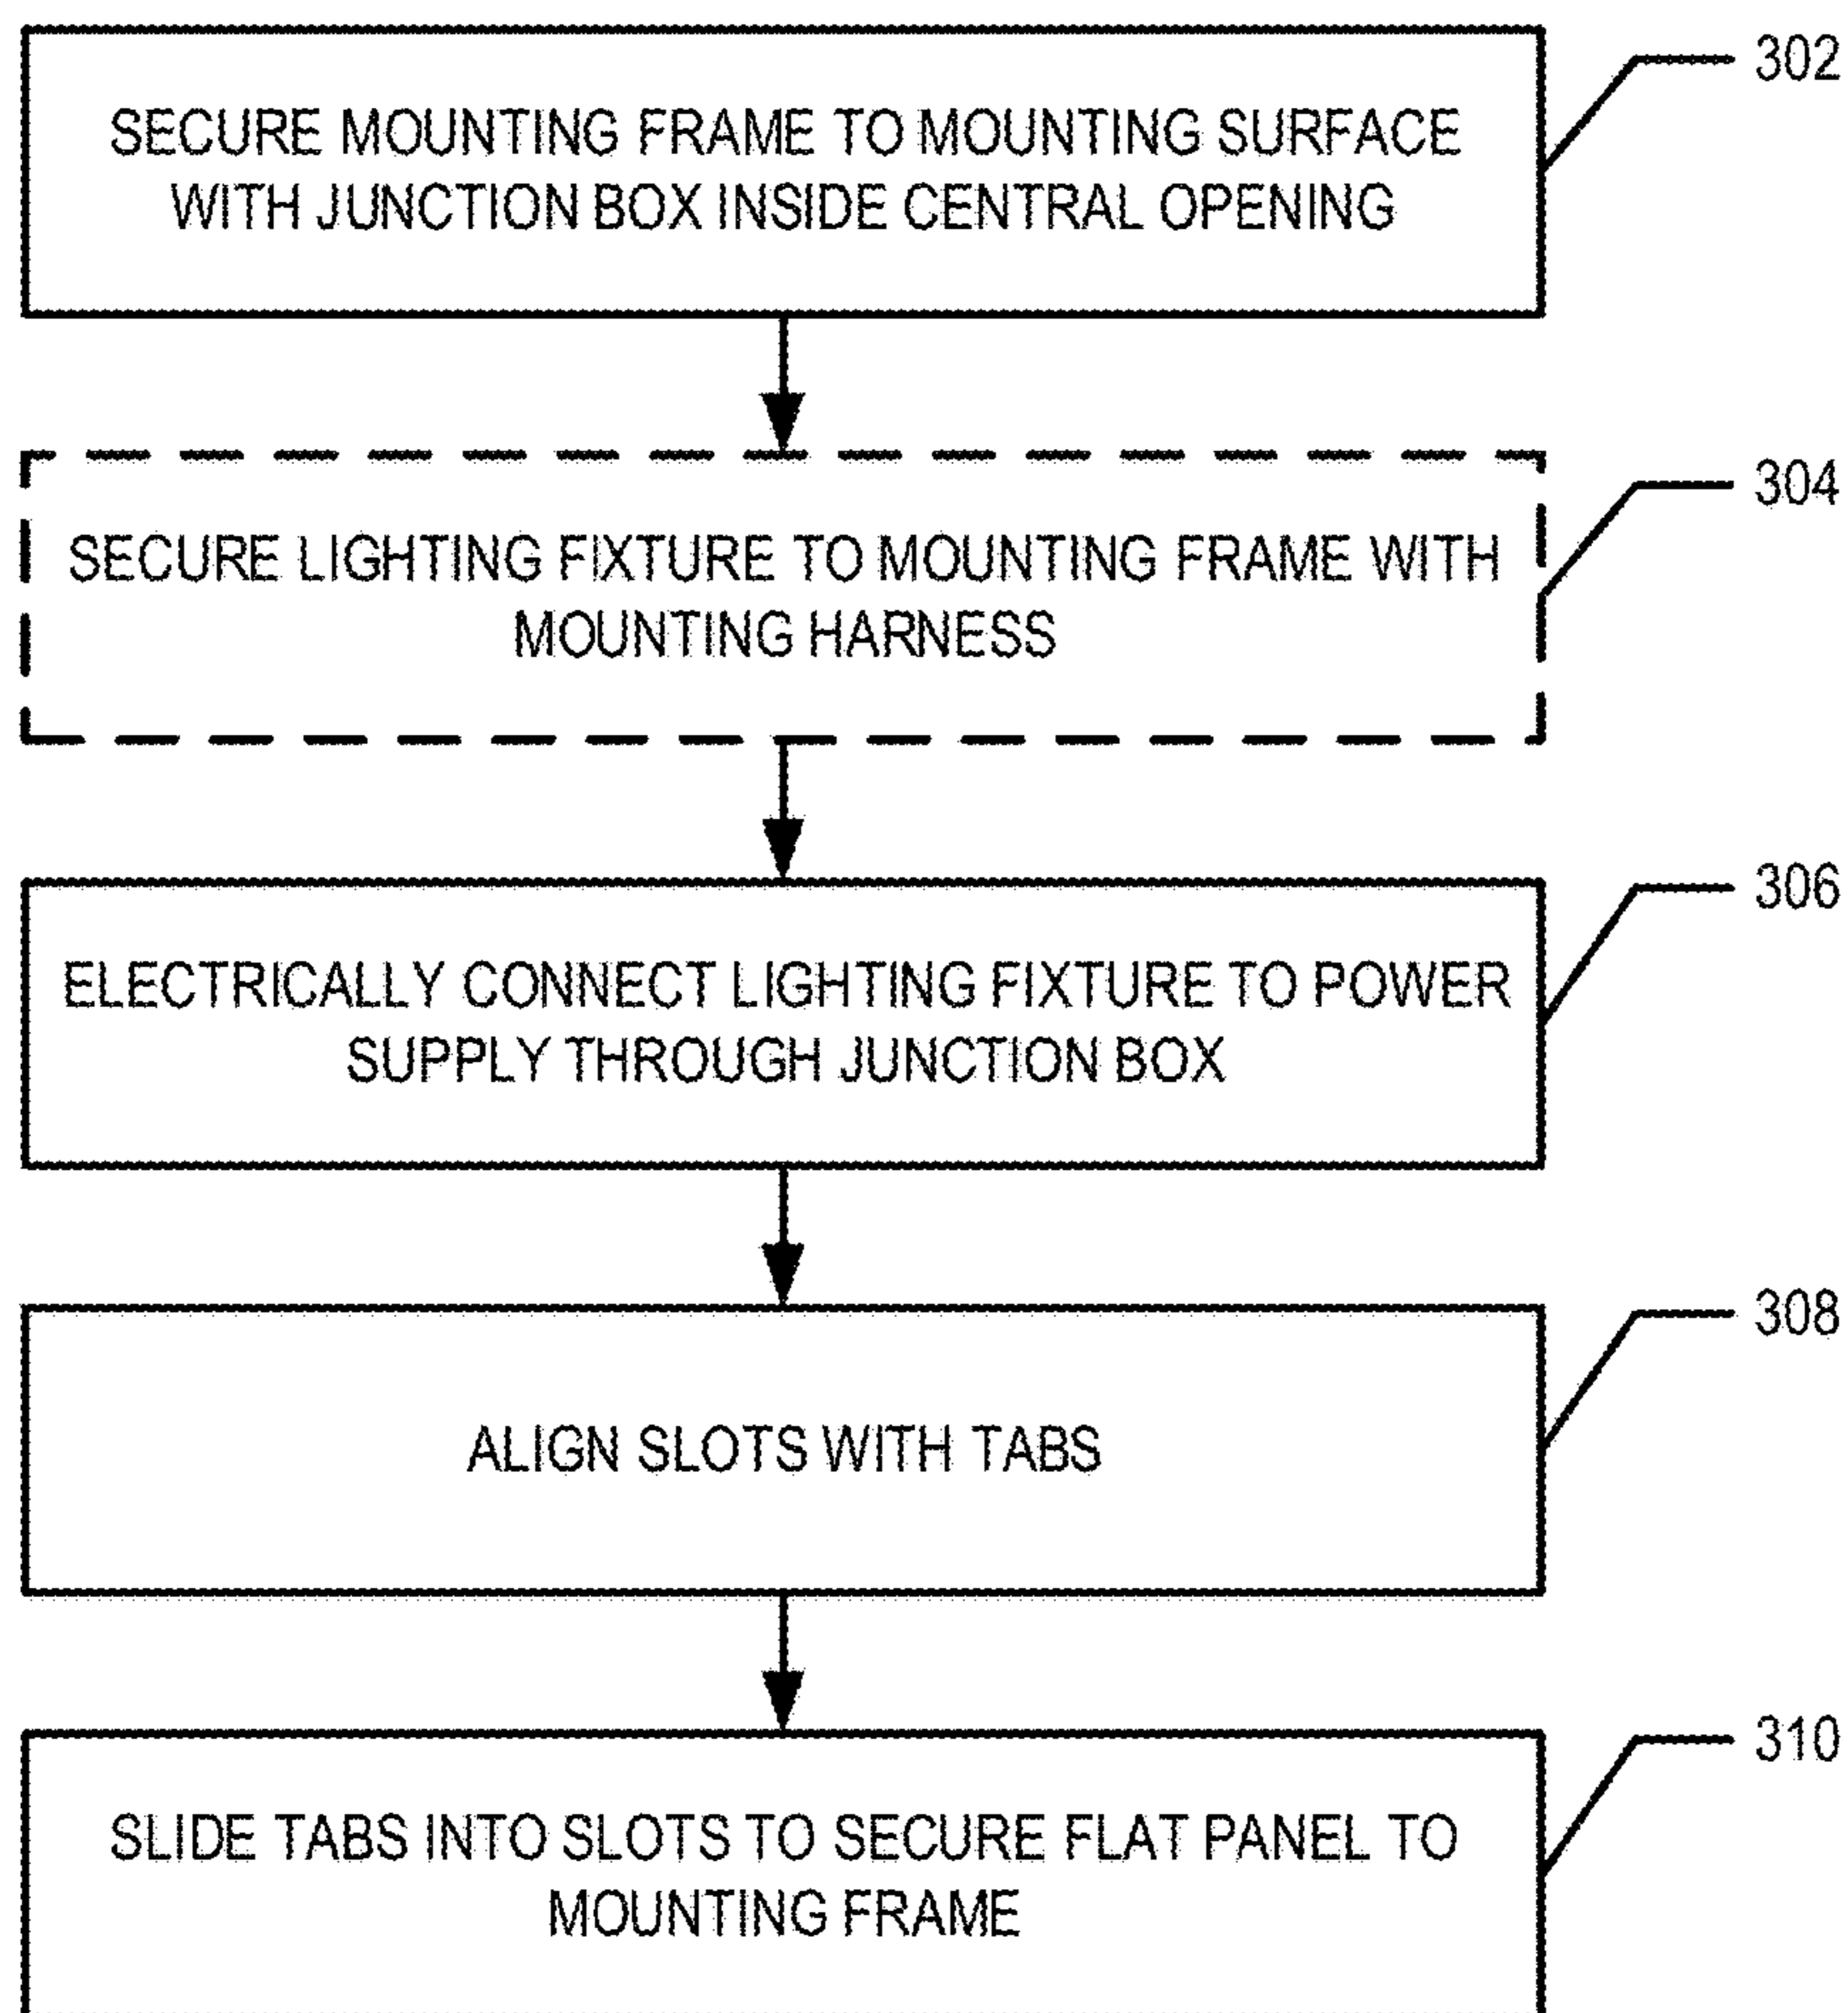 302
SECURE MOUNTING FRAME TO MOUNTING SURFACE
WITH JUNCTION BOX INSIDE CENTRAL OPENING
304
SECURE LIGHTING FIXTURE TO MOUNTING FRAME WITH
MOUNTING HARNESS
306
ELECTRICALLY CONNECT LIGHTING FIXTURE TO POWER
SUPPLY THROUGH JUNCTION BOX
308
ALIGN SLOTS WITH TABS
310
SLIDE TABS INTO SLOTS TO SECURE FLAT PANEL TO
MOUNTING FRAME